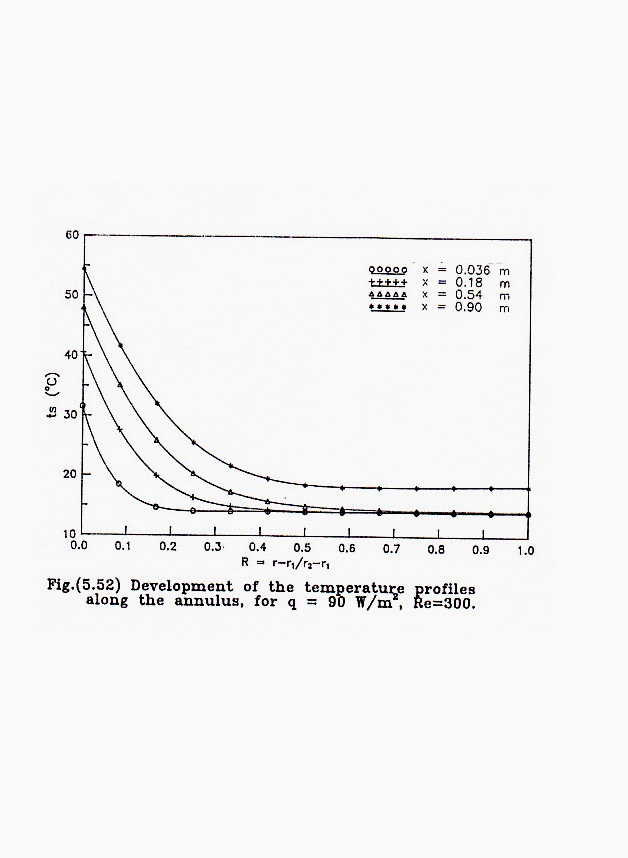 60
50
40
30
20
10
ts (°C)
ooooo x = 0.036 m
+++++ x = 0.18 m
ΔΔΔΔΔ x = 0.54 m
***** x = 0.90 m
0.0 0.1 0.2 0.3 0.4 0.5 0.6 0.7 0.8 0.9 1.0
R = r-r₁/r₂-r₁
Fig.(5.52) Development of the temperature profiles
along the annulus, for q = 90 W/m², Re=300.